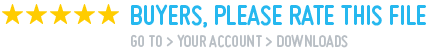 BUYERS, PLEASE RATE THIS FILE
GO TO > YOUR ACCOUNT > DOWNLOADS